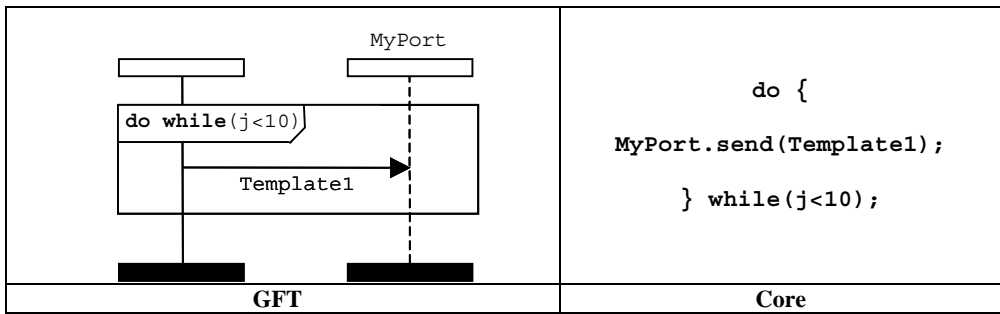 MyPort
do while(j<10)
Template1
do {
MyPort.send(Template1);
} while(j<10);
GFT
Core